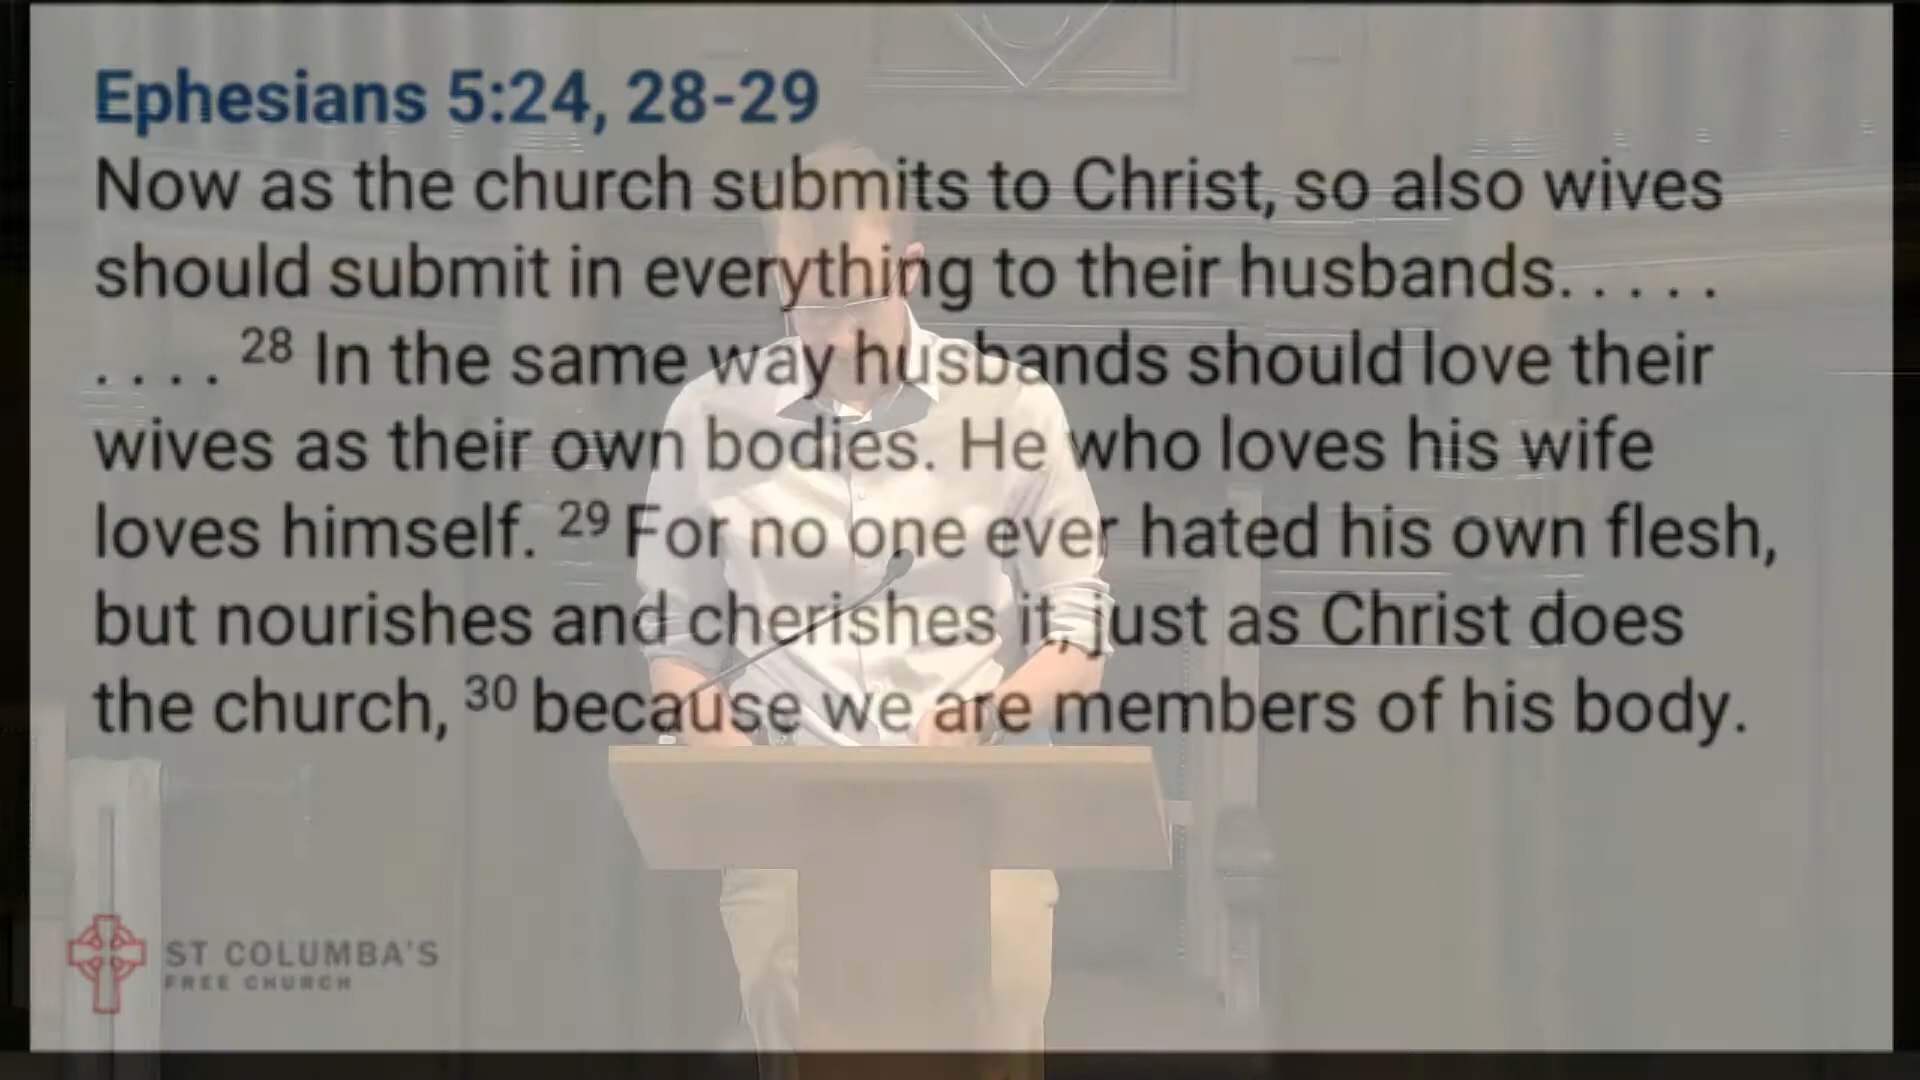 Ephesians 5:24, 28-29
Now as the church submits to Christ, so also wives
should submit in everything to their husbands. . . . .
. . . . 28 In the same way husbands should love their
wives as their own bodies. He who loves his wife
loves himself. 29 For no one ever hated his own flesh,
but nourishes and cherishes it, just as Christ does
the church, 30 because we are members of his body.
ST COLUMBA'S
FREE CHURCH